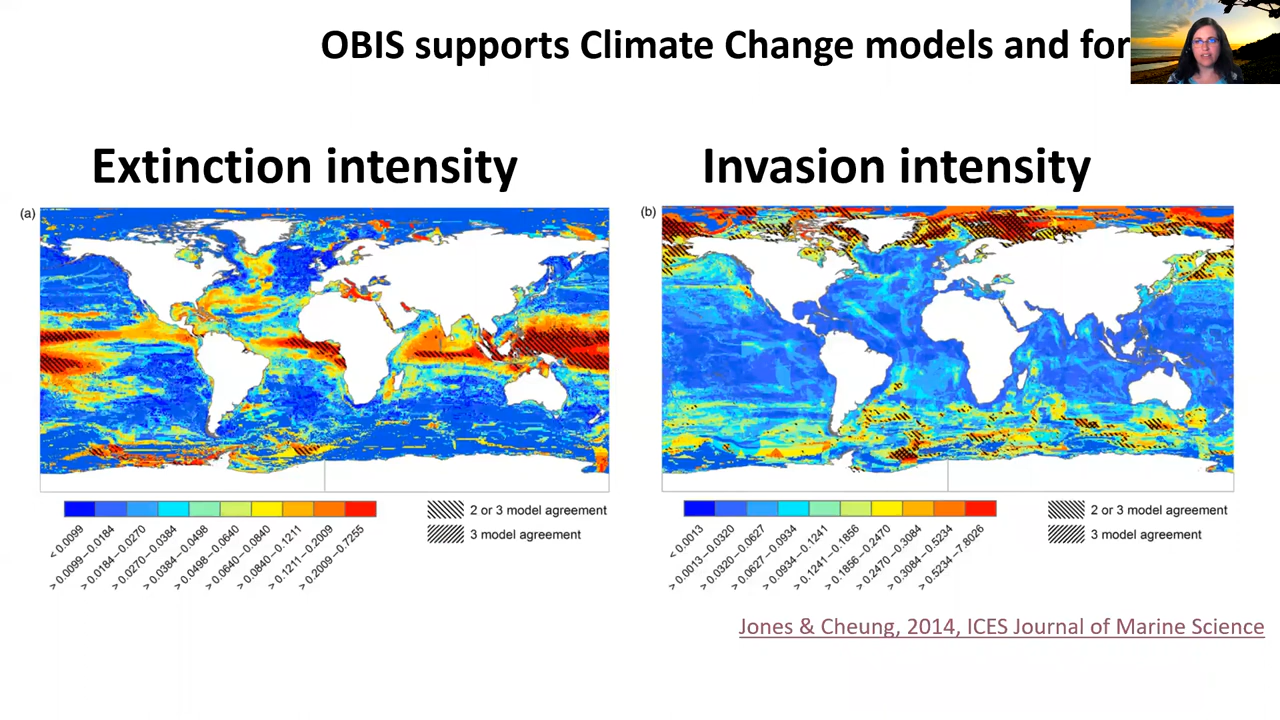 OBIS supports Climate Change models and for
Extinction intensity
Invasion intensity
(a)
(b)
< 0.0099
> 0.0099–0.0184
> 0.0184–0.0270
> 0.0270–0.0384
> 0.0384–0.0498
> 0.0498–0.0640
> 0.0640–0.0840
> 0.0840–0.1211
> 0.1211–0.2009
> 0.2009–0.7255
2 or 3 model agreement
3 model agreement
< 0.0013
> 0.0013–0.0320
> 0.0320–0.0627
> 0.0627–0.0934
> 0.0934–0.1241
> 0.1241–0.1856
> 0.1856–0.2470
> 0.2470–0.3084
> 0.3084–0.5234
> 0.5234–7.8026
2 or 3 model agreement
3 model agreement
Jones & Cheung, 2014, ICES Journal of Marine Science